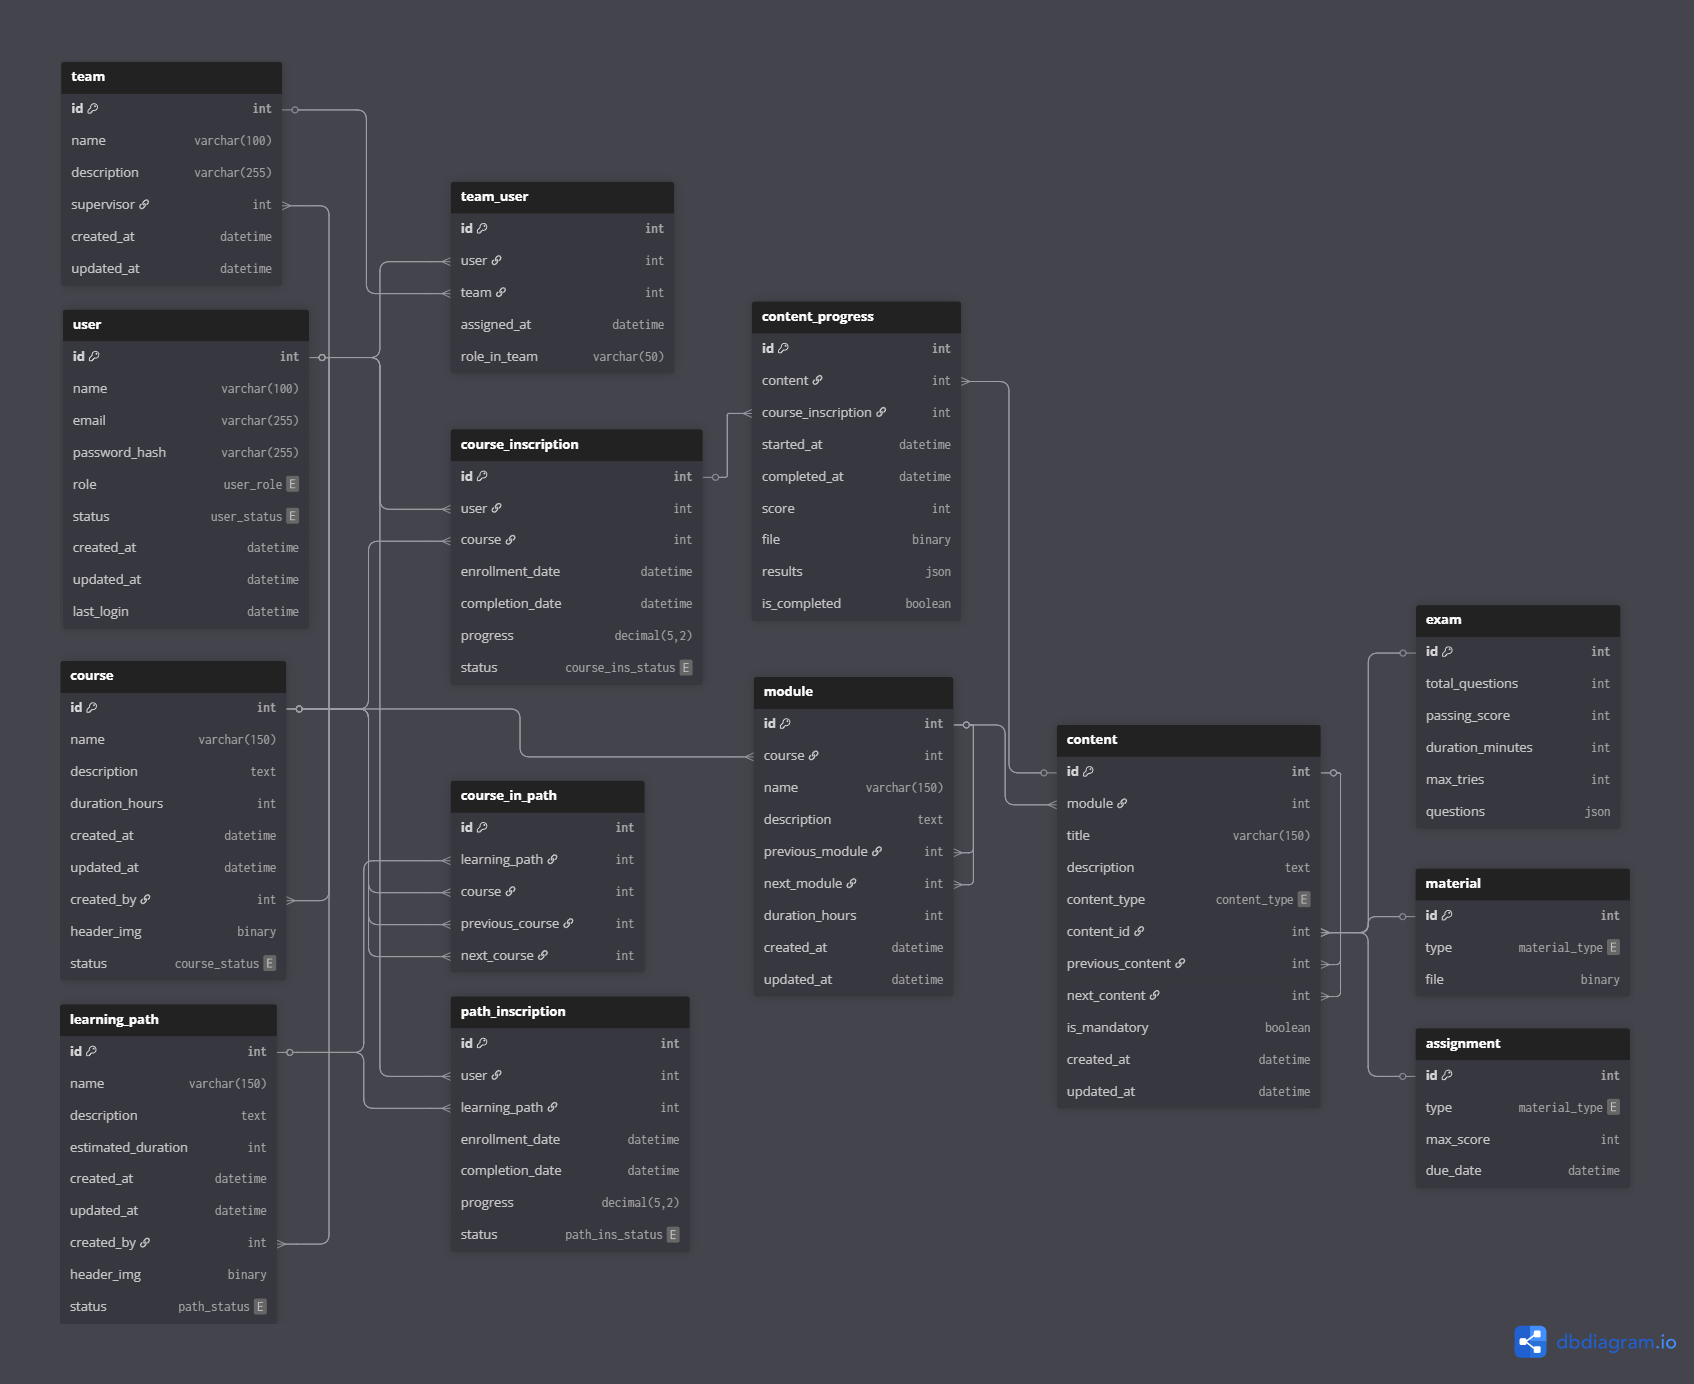 team
id int
name varchar(100)
description varchar(255)
supervisor int
created_at datetime
updated_at datetime
user
id int
name varchar(100)
email varchar(255)
password_hash varchar(255)
role user_role E
status user_status E
created_at datetime
updated_at datetime
last_login datetime
course
id int
name varchar(150)
description text
duration_hours int
created_at datetime
updated_at datetime
created_by int
header_img binary
status course_status E
learning_path
id int
name varchar(150)
description text
estimated_duration int
created_at datetime
updated_at datetime
created_by int
header_img binary
status path_status E
team_user
id int
user int
team int
assigned_at datetime
role_in_team varchar(50)
course_inscription
id int
user int
course int
enrollment_date datetime
completion_date datetime
progress decimal(5,2)
status course_ins_status E
course_in_path
id int
learning_path int
course int
previous_course int
next_course int
path_inscription
id int
user int
learning_path int
enrollment_date datetime
completion_date datetime
progress decimal(5,2)
status path_ins_status E
content_progress
id int
content int
course_inscription int
started_at datetime
completed_at datetime
score int
file binary
results json
is_completed boolean
module
id int
course int
name varchar(150)
description text
previous_module int
next_module int
duration_hours int
created_at datetime
updated_at datetime
content
id int
module int
title varchar(150)
description text
content_type content_type E
content_id int
previous_content int
next_content int
is_mandatory boolean
created_at datetime
updated_at datetime
exam
id int
total_questions int
passing_score int
duration_minutes int
max_tries int
questions json
material
id int
type material_type E
file binary
assignment
id int
type material_type E
max_score int
due_date datetime
dbdiagram.io